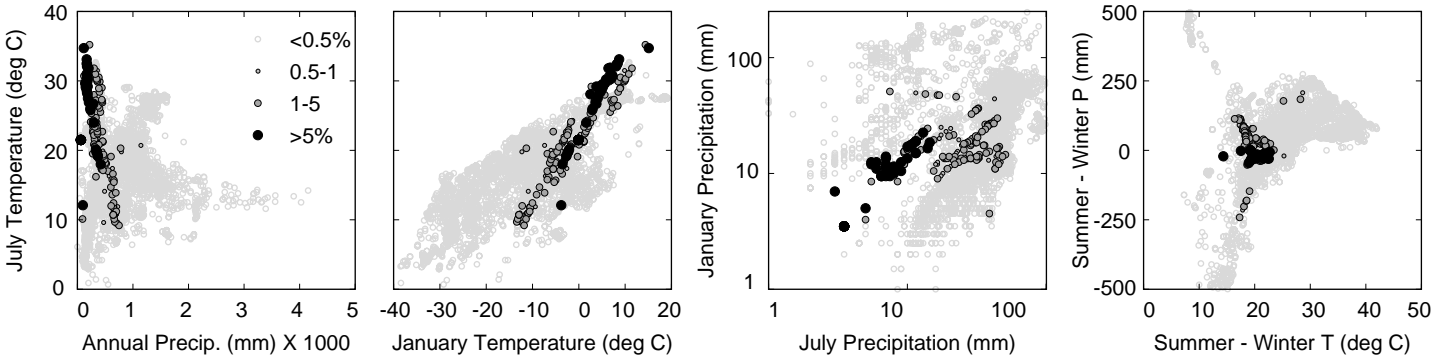 July Temperature (deg C)
40
30
20
10
0
0 1 2 3 4 5
Annual Precip. (mm) X 1000
<0.5%
0.5-1
1-5
>5%
-40 -30 -20 -10 0 10 20
January Temperature (deg C)
January Precipitation (mm)
100
10
1
1 10 100
July Precipitation (mm)
Summer - Winter P (mm)
500
250
0
-250
-500
0 10 20 30 40 50
Summer - Winter T (deg C)